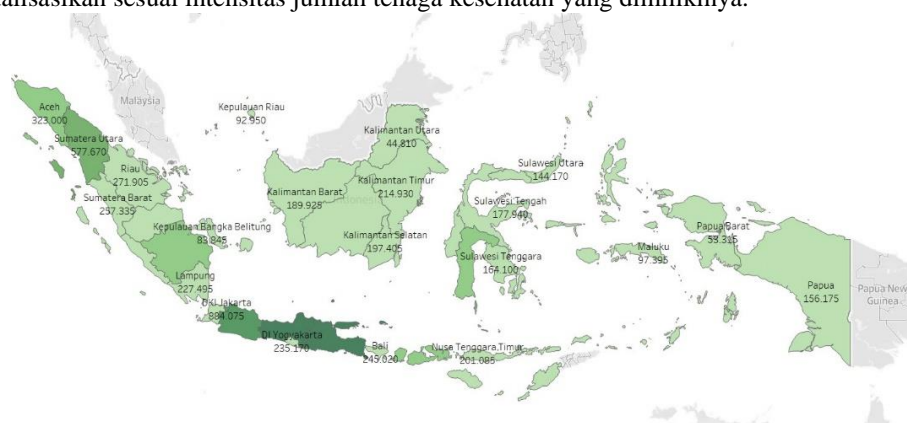 alisasikan sesuai intensitas jumlah tenaga kesehatan yang dimilikinya.
Malaysia
Aceh
323.000
Kepulauan Riau
92.950
Sumatera Utara
577.670
Kalimantan Utara
44.810
Riau
271.905
Sulawesi Utara
144.170
Sumatera Barat
257.335
Kalimantan Barat
189.925
Kalimantan Timur
214.930
Sulawesi Tengah
177.940
Kepulauan Bangka Belitung
83.845
Kalimantan Selatan
197.405
Papua Barat
53.315
Maluku
97.395
Sulawesi Tenggara
164.100
Lampung
227.495
Papua
156.175
Papua New
Guinea
DKI Jakarta
884.075
DI Yogyakarta
235.170
Bali
245.020
Nusa Tenggara Timur
201.085